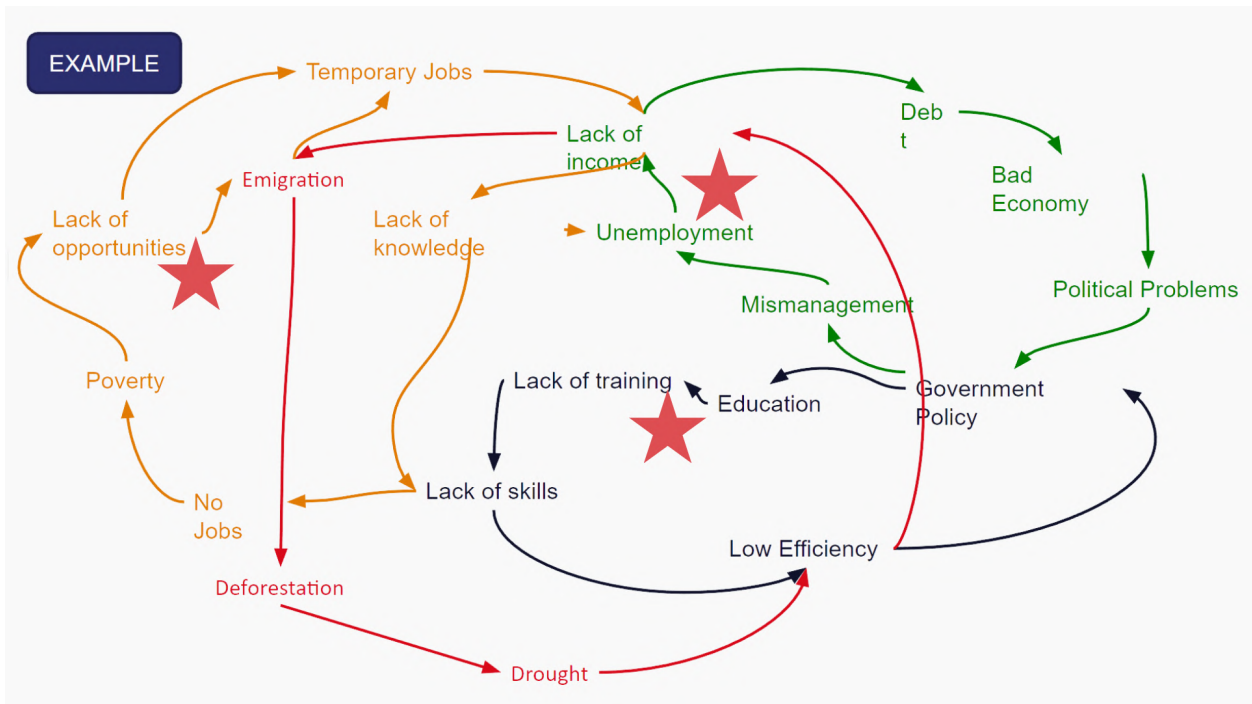 EXAMPLE
Temporary Jobs
Deb
t
Lack of
income
Bad
Economy
Emigration
Lack of
opportunities
Lack of
knowledge
Unemployment
Political Problems
Mismanagement
Poverty
Lack of training
Education
Government
Policy
Lack of skills
No
Jobs
Low Efficiency
Deforestation
Drought